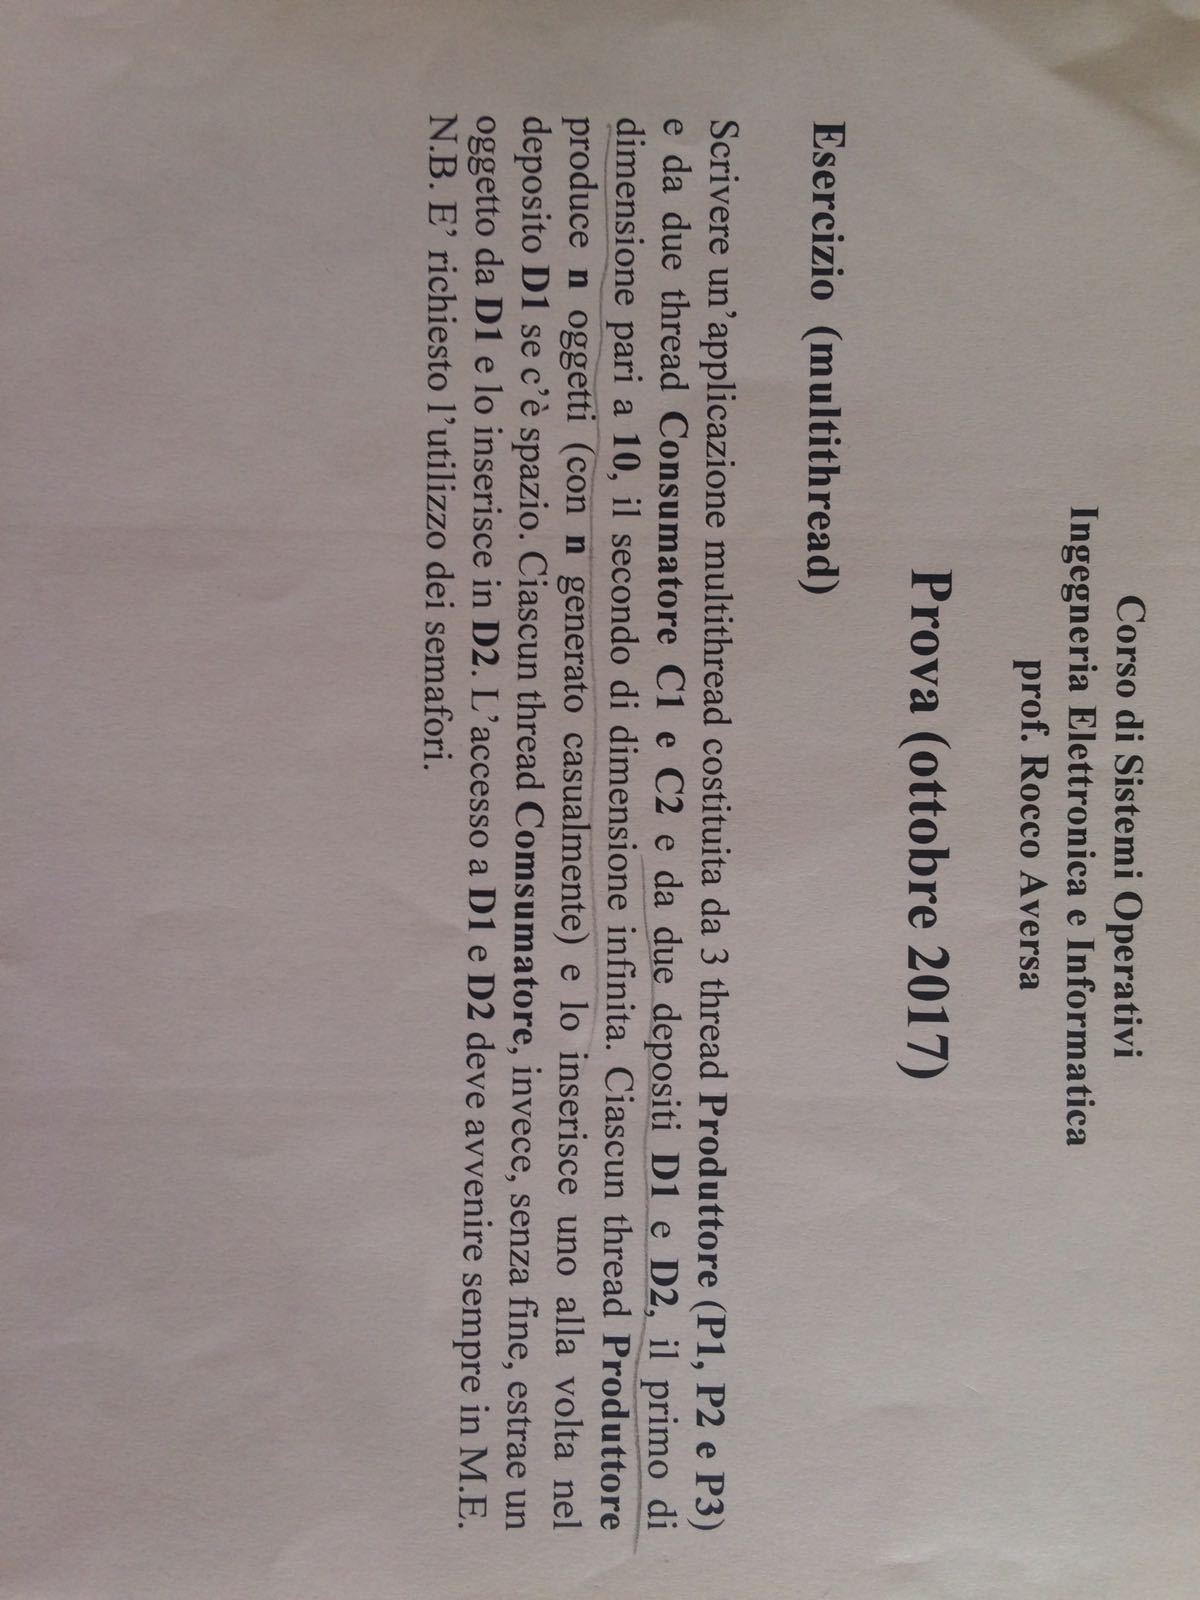 Corso di Sistemi Operativi
Ingegneria Elettronica e Informatica
prof. Rocco Aversa
Prova (ottobre 2017)
Esercizio (multithread)
Scrivere un'applicazione multithread costituita da 3 thread Produttore (P1, P2 e P3)
e da due thread Consumatore C1 e C2 e da due depositi D1 e D2, il primo di
dimensione pari a 10, il secondo di dimensione infinita. Ciascun thread Produttore
produce n oggetti (con n generato casualmente) e lo inserisce uno alla volta nel
deposito D1 se c'è spazio. Ciascun thread Comsumatore, invece, senza fine, estrae un
oggetto da D1 e lo inserisce in D2. L'accesso a D1 e D2 deve avvenire sempre in M.E.
N.B. E' richiesto l'utilizzo dei semafori.